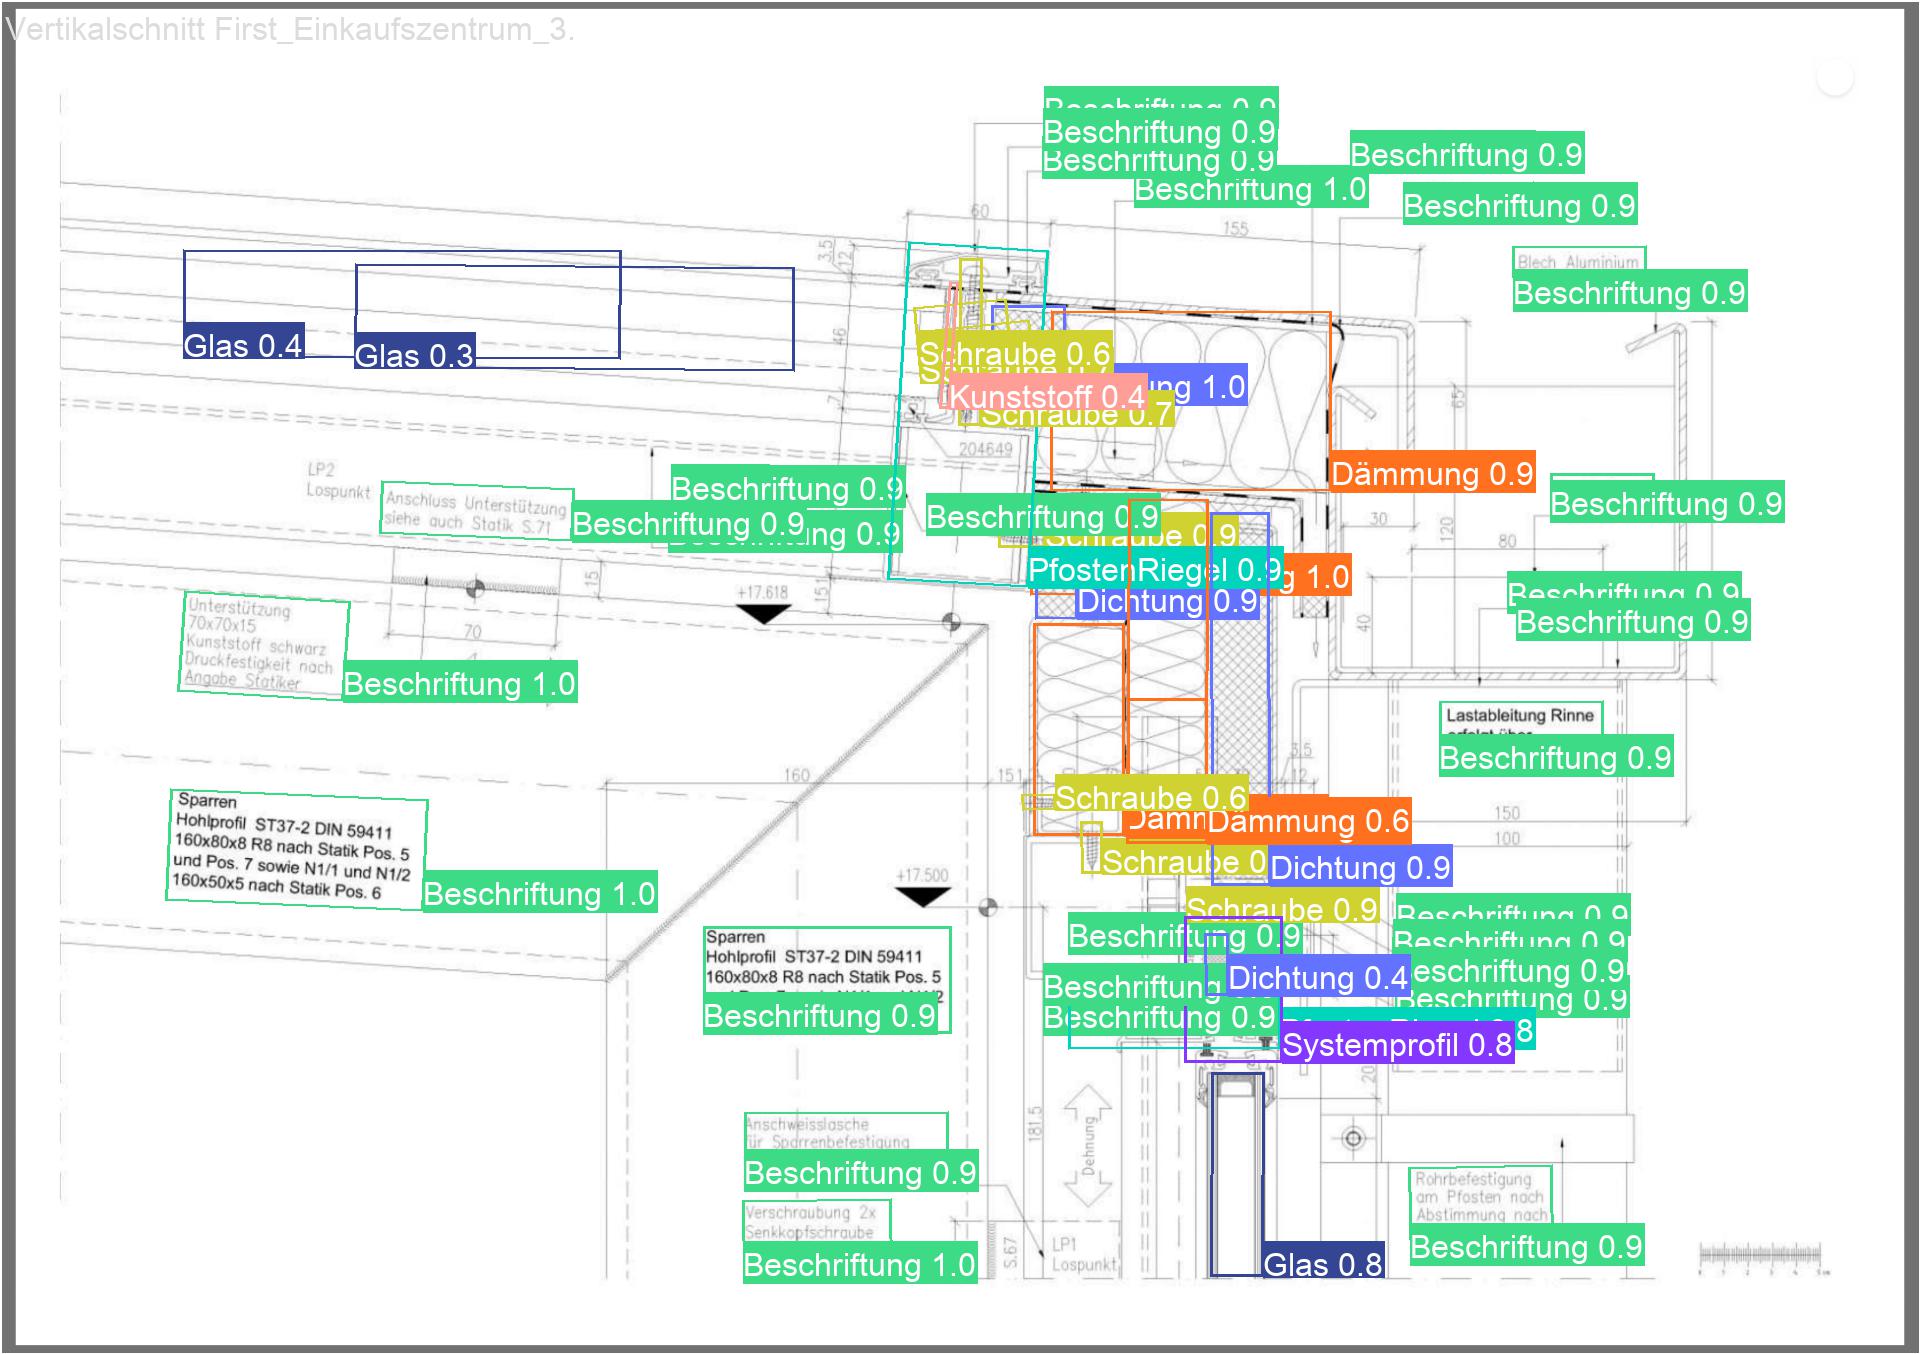 Vertikalschnitt First_Einkaufszentrum_3.
Beschriftung 0.9
Beschriftung 0.9
Beschriftung 0.9
Beschriftung 1.0
Beschriftung 0.9
Beschriftung 0.9
60
155
3,5
12
Blech Aluminium
Beschriftung 0.9
Glas 0.4
Glas 0.3
46
Schraube 0.6
ung 1.0
Kunststoff 0.4
Schraube 0.7
7
65
204649
Dämmung 0.9
LP2
Lospunkt
Anschluss Unterstützung
siehe auch Statik S.71
Beschriftung 0.9
Beschriftung 0.9
Beschriftung 0.9
Beschriftung 0.9
Schraube 0.9
30
120
80
Beschriftung 0.9
PfostenRiegel 0.9
g 1.0
Dichtung 0.9
15
15
+17.618
70
40
Beschriftung 0.9
Beschriftung 0.9
Unterstützung
70x70x15
Kunststoff schwarz
Druckfestigkeit nach
Angabe Statiker
Beschriftung 1.0
Lastableitung Rinne
Beschriftung 0.9
3.5
12
160
151
Sparren
Hohlprofil ST37-2 DIN 59411
160x80x8 R8 nach Statik Pos. 5
und Pos. 7 sowie N1/1 und N1/2
160x50x5 nach Statik Pos. 6
Beschriftung 1.0
Schraube 0.6
Dämmung 0.6
150
100
Schraube 0
Dichtung 0.9
+17.500
Schraube 0.9
Sparren
Hohlprofil ST37-2 DIN 59411
160x80x8 R8 nach Statik Pos. 5
Beschriftung 0.9
Beschriftung 0.9
Dichtung 0.4
Beschriftung
Beschriftung 0.9
Beschriftung 0.9
Beschriftung 0.9
Beschriftung 0.9
Beschriftung 0.9
Systemprofil 0.8
20
181.5
Dehnung
Anschweisslasche
für Sparrenbefestigung
Beschriftung 0.9
Verschraubung 2x
Senkkopfschraube
Beschriftung 1.0
S.67
LP1
Lospunkt
Glas 0.8
Rohrbefestigung
am Pfosten nach
Abstimmung nach
Beschriftung 0.9